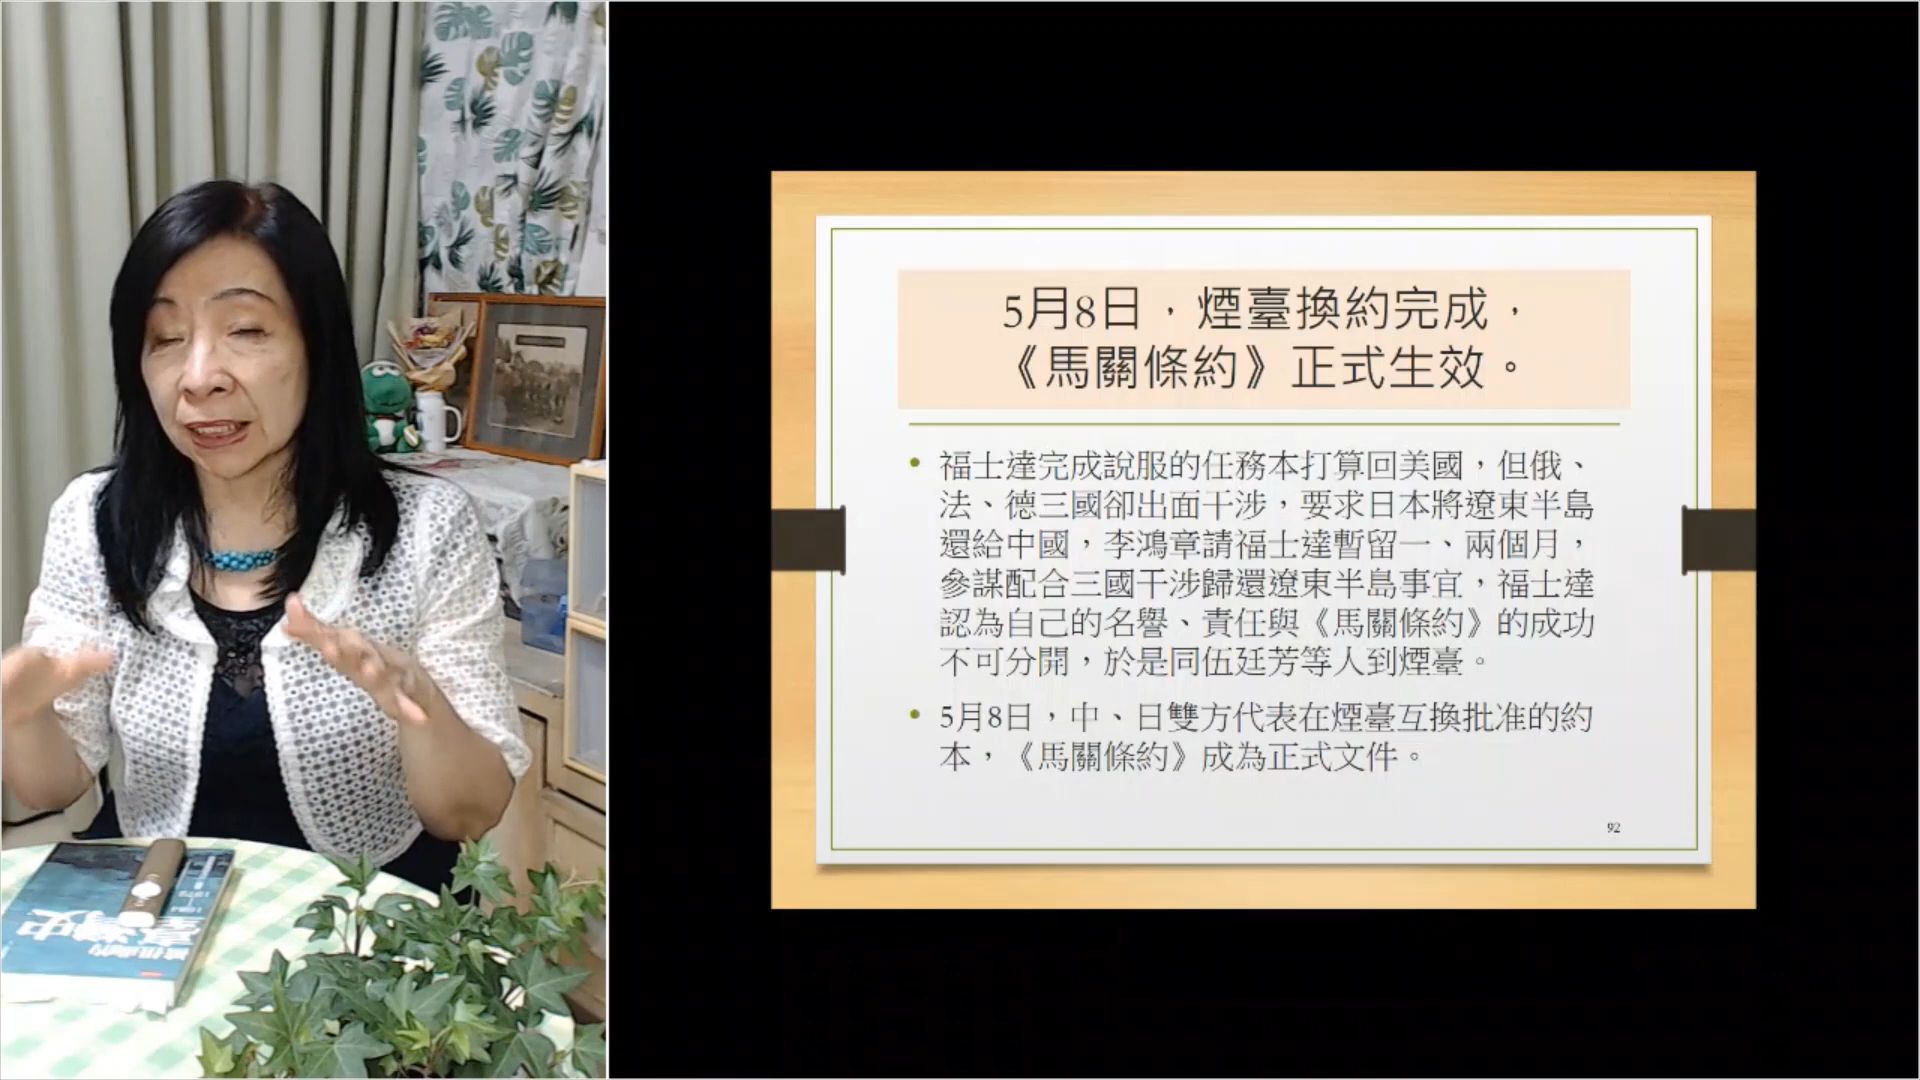 5月8日，煙臺換約完成，
《馬關條約》正式生效。
福士達完成說服的任務本打算回美國，但俄、
法、德三國卻出面干涉，要求日本將遼東半島
還給中國，李鴻章請福士達暫留一、兩個月，
參謀配合三國干涉歸還遼東半島事宜，福士達
認為自己的名譽、責任與《馬關條約》的成功
不可分開，於是同伍廷芳等人到煙臺。
5月8日，中、日雙方代表在煙臺互換批准的約
本，《馬關條約》成為正式文件。
92
臺灣史